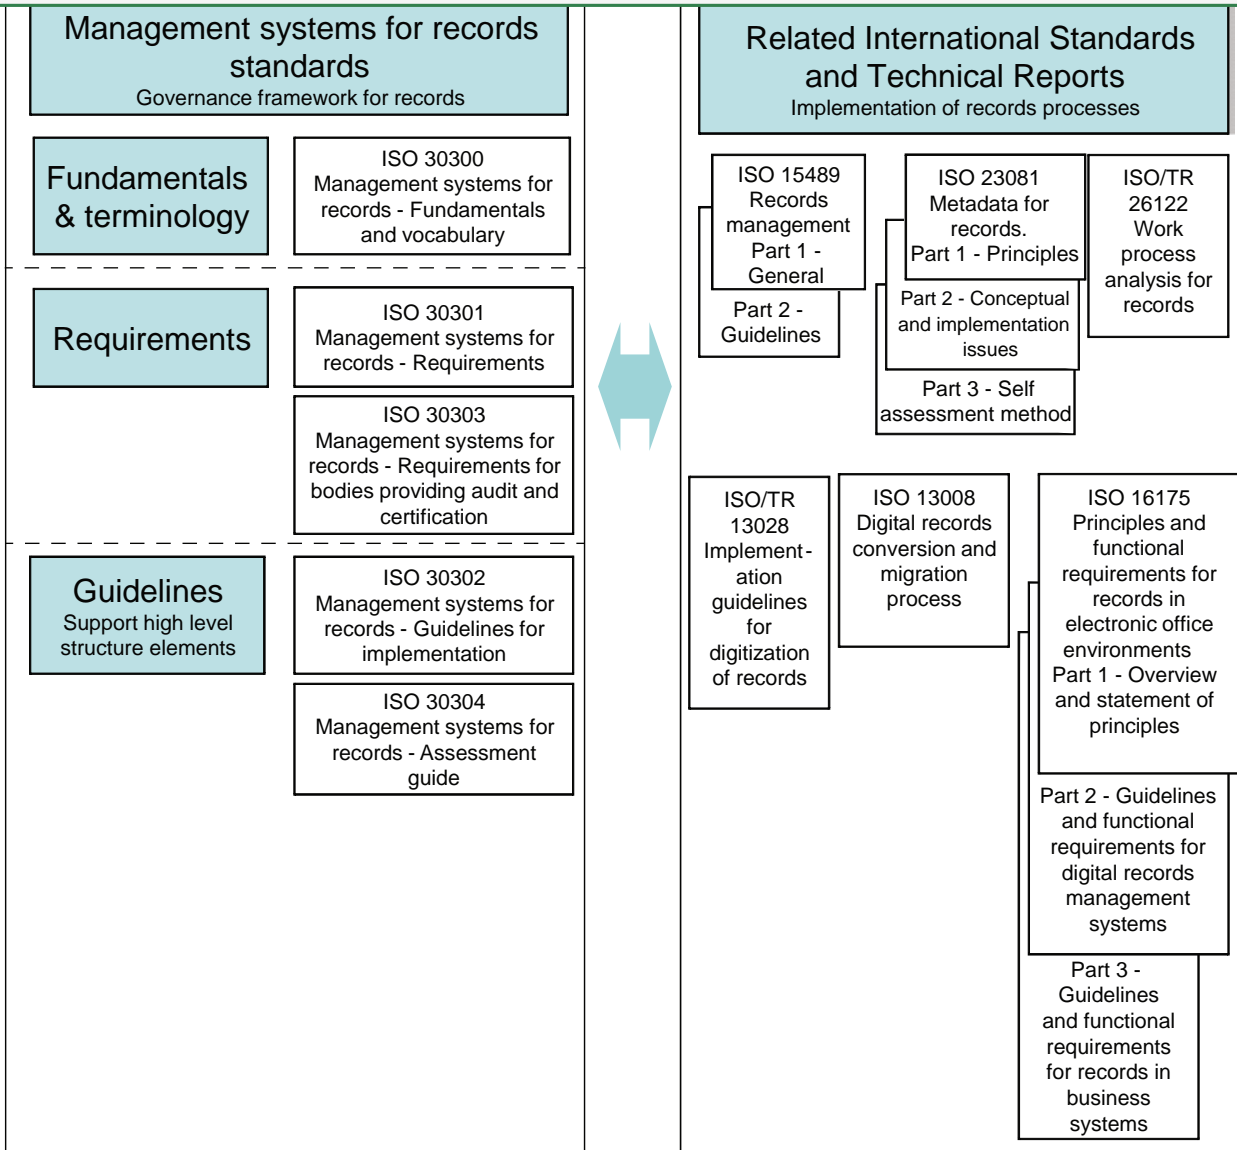 Management systems for records
standards
Governance framework for records
Fundamentals
& terminology
ISO 30300
Management systems for
records - Fundamentals
and vocabulary
Requirements
ISO 30301
Management systems for
records - Requirements
ISO 30303
Management systems for
records - Requirements for
bodies providing audit and
certification
Guidelines
Support high level
structure elements
ISO 30302
Management systems for
records - Guidelines for
implementation
ISO 30304
Management systems for
records - Assessment
guide
Related International Standards
and Technical Reports
Implementation of records processes
ISO 15489
Records
management
Part 1 -
General
Part 2 -
Guidelines
ISO 23081
Metadata for
records.
Part 1 - Principles
Part 2 - Conceptual
and implementation
issues
Part 3 - Self
assessment method
ISO/TR
26122
Work
process
analysis for
records
ISO/TR
13028
Implement-
ation
guidelines
for
digitization
of records
ISO 13008
Digital records
conversion and
migration
process
ISO 16175
Principles and
functional
requirements for
records in
electronic office
environments
Part 1 - Overview
and statement of
principles
Part 2 - Guidelines
and functional
requirements for
digital records
management
systems
Part 3 -
Guidelines
and functional
requirements
for records in
business
systems